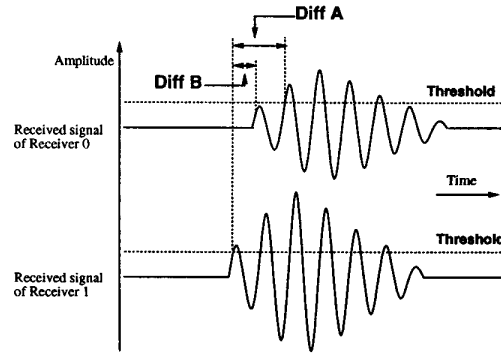 Diff A
Amplitude
Diff B
Threshold
Received signal
of Receiver 0
Time
Threshold
Received signal
of Receiver 1